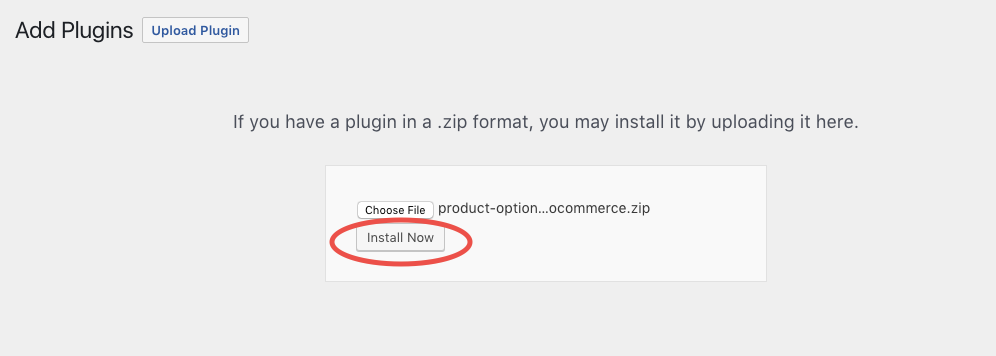 Add Plugins Upload Plugin
If you have a plugin in a .zip format, you may install it by uploading it here.
Choose File product-option...ocommerce.zip
Install Now